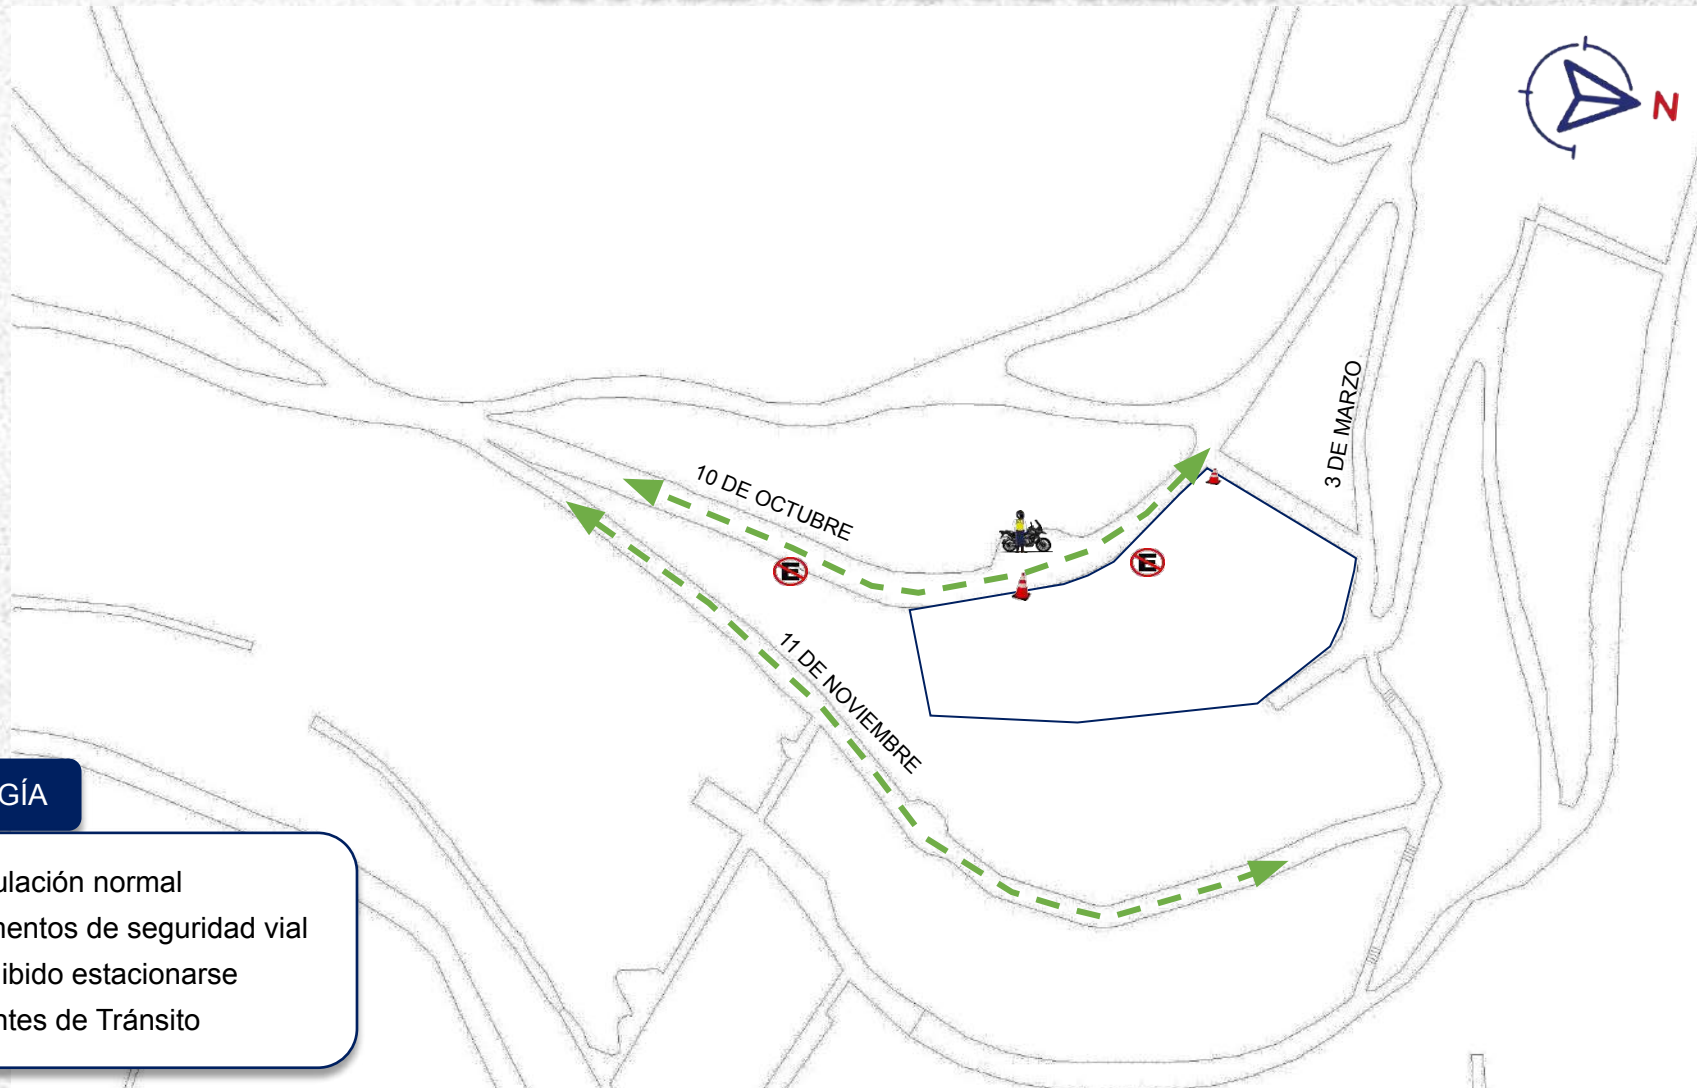 N
3 DE MARZO
10 DE OCTUBRE
E
E
11 DE NOVIEMBRE
GÍA
ulación normal
nentos de seguridad vial
ibido estacionarse
ntes de Tránsito